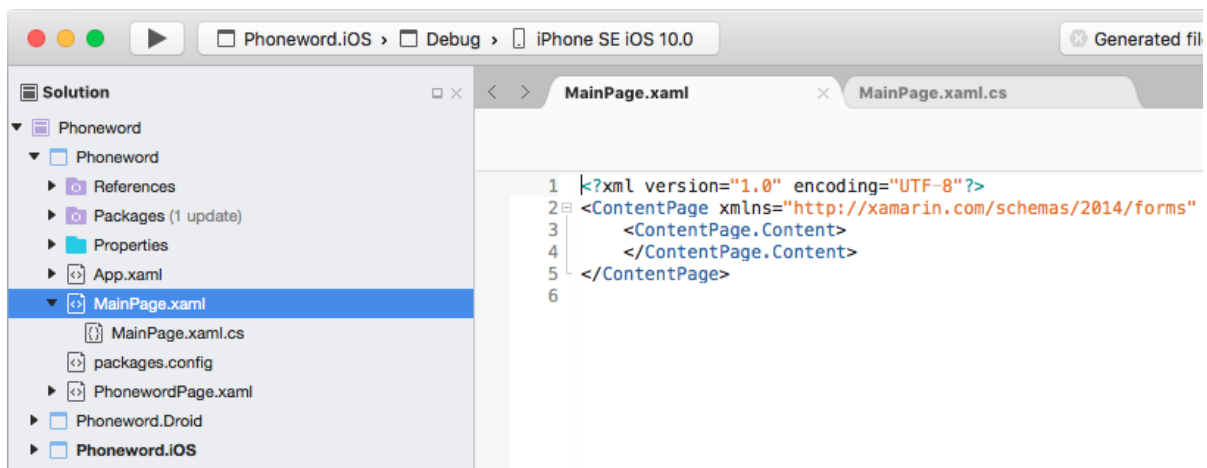 Phoneword.iOS > Debug > iPhone SE iOS 10.0
Solution
Phoneword
Phoneword
References
Packages (1 update)
Properties
App.xaml
MainPage.xaml
MainPage.xaml.cs
packages.config
PhonewordPage.xaml
Phoneword.Droid
Phoneword.iOS
Generated
MainPage.xaml
MainPage.xaml.cs
1 <?xml version="1.0" encoding="UTF-8"?>
2 <ContentPage xmlns="http://xamarin.com/schemas/2014/forms"
3 <ContentPage.Content>
4 </ContentPage.Content>
5 </ContentPage>
6